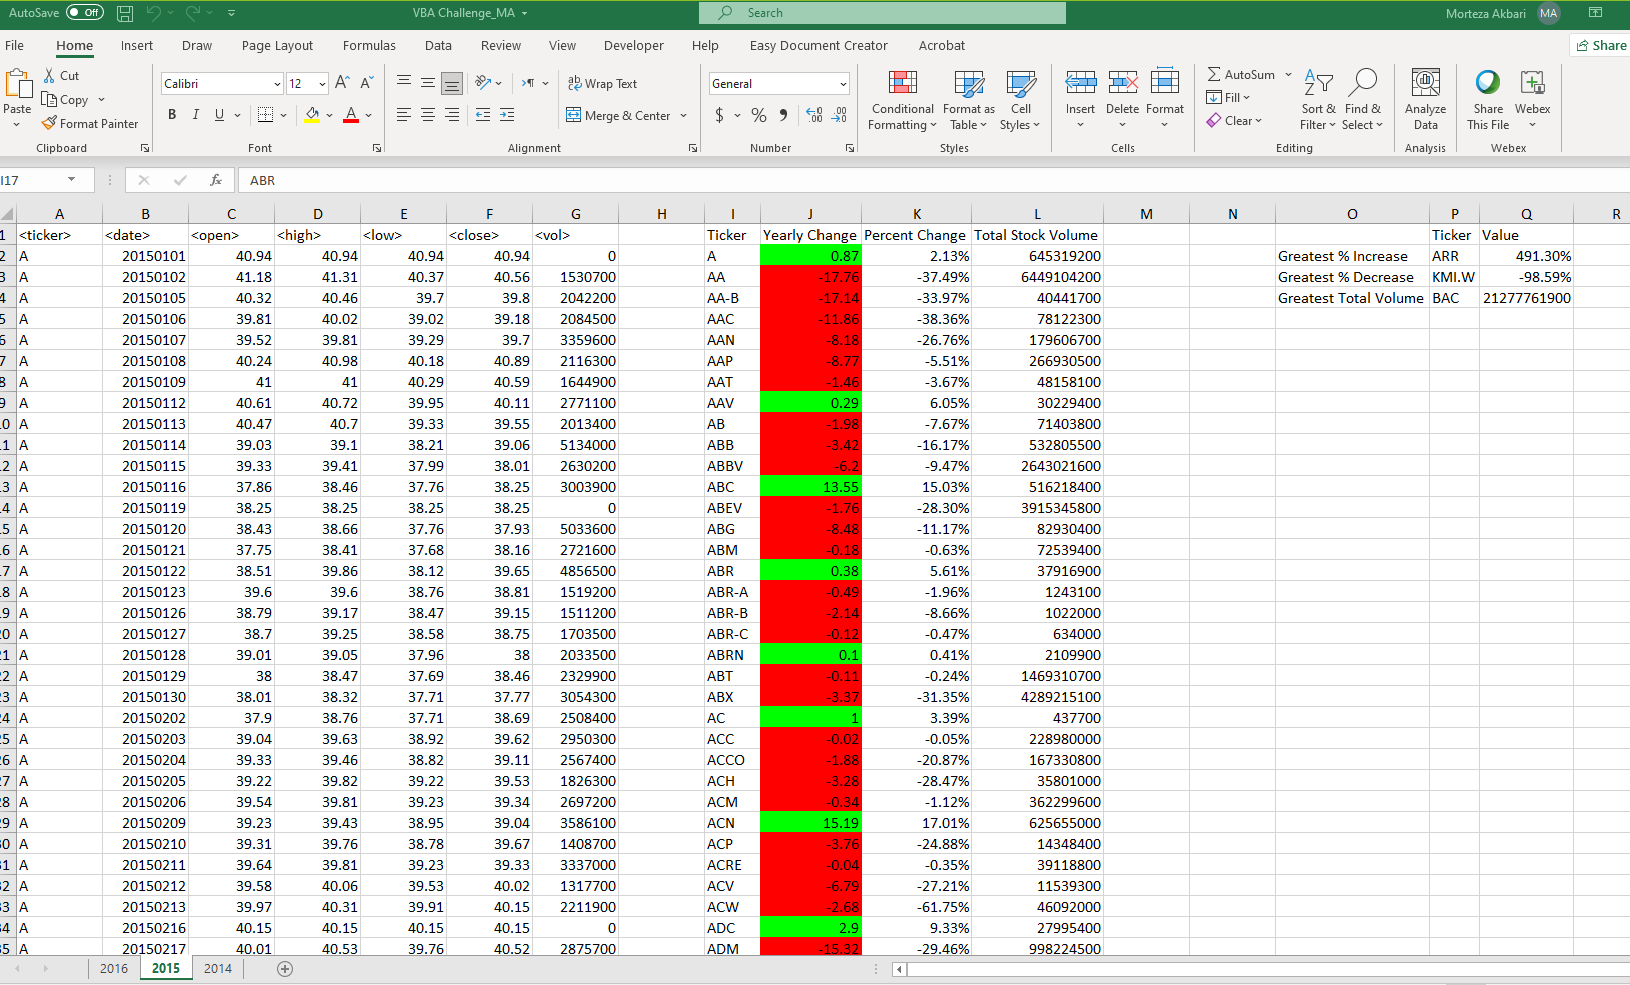 AutoSave Off VBA Challenge_MA Search Morteza Akbari MA
File Home Insert Draw Page Layout Formulas Data Review View Developer Help Easy Document Creator Acrobat Share
Paste Cut Copy Format Painter Clipboard
Calibri 12 B I U A Font
Wrap Text Merge & Center Alignment
General $ % Number
Conditional Formatting Format as Table Cell Styles Styles
Insert Delete Format Cells
AutoSum Fill Clear Sort & Filter Find & Select Editing
Analyze Data Analysis
Share This File Webex Webex
I17 fx ABR
A B C D E F G H I J K L M N O P Q R
1 <ticker> <date> <open> <high> <low> <close> <vol> Ticker Yearly Change Percent Change Total Stock Volume Ticker Value
2 A 20150101 40.94 40.94 40.94 40.94 0 A 0.87 2.13% 645319200 Greatest % Increase ARR 491.30%
3 A 20150102 41.18 41.31 40.37 40.56 1530700 AA -17.76 -37.49% 6449104200 Greatest % Decrease KMI.W -98.59%
4 A 20150105 40.32 40.46 39.7 39.8 2042200 AA-B -17.14 -33.97% 40441700 Greatest Total Volume BAC 21277761900
5 A 20150106 39.81 40.02 39.02 39.18 2084500 AAC -11.86 -38.36% 78122300
6 A 20150107 39.52 39.81 39.29 39.7 3359600 AAN -8.18 -26.76% 179606700
7 A 20150108 40.24 40.98 40.18 40.89 2116300 AAP -8.77 -5.51% 266930500
8 A 20150109 41 41 40.29 40.59 1644900 AAT -1.46 -3.67% 48158100
9 A 20150112 40.61 40.72 39.95 40.11 2771100 AAV 0.29 6.05% 30229400
0 A 20150113 40.47 40.7 39.33 39.55 2013400 AB -1.98 -7.67% 71403800
1 A 20150114 39.03 39.1 38.21 39.06 5134000 ABB -3.42 -16.17% 532805500
2 A 20150115 39.33 39.41 37.99 38.01 2630200 ABBV -6.2 -9.47% 2643021600
3 A 20150116 37.86 38.46 37.76 38.25 3003900 ABC 13.55 15.03% 516218400
4 A 20150119 38.25 38.25 38.25 38.25 0 ABEV -1.76 -28.30% 3915345800
5 A 20150120 38.43 38.66 37.76 37.93 5033600 ABG -8.48 -11.17% 82930400
6 A 20150121 37.75 38.41 37.68 38.16 2721600 ABM -0.18 -0.63% 72539400
7 A 20150122 38.51 39.86 38.12 39.65 4856500 ABR 0.38 5.61% 37916900
8 A 20150123 39.6 39.6 38.76 38.81 1519200 ABR-A -0.49 -1.96% 1243100
9 A 20150126 38.79 39.17 38.47 39.15 1511200 ABR-B -2.14 -8.66% 1022000
0 A 20150127 38.7 39.25 38.58 38.75 1703500 ABR-C -0.12 -0.47% 634000
1 A 20150128 39.01 39.05 37.96 38 2033500 ABRN 0.1 0.41% 2109900
2 A 20150129 38 38.47 37.69 38.46 2329900 ABT -0.11 -0.24% 1469310700
3 A 20150130 38.01 38.32 37.71 37.77 3054300 ABX -3.37 -31.35% 4289215100
4 A 20150202 37.9 38.76 37.71 38.69 2508400 AC 1 3.39% 437700
5 A 20150203 39.04 39.63 38.92 39.62 2950300 ACC -0.02 -0.05% 228980000
6 A 20150204 39.33 39.46 38.82 39.11 2567400 ACCO -1.88 -20.87% 167330800
7 A 20150205 39.22 39.82 39.22 39.53 1826300 ACH -3.28 -28.47% 35801000
8 A 20150206 39.54 39.81 39.23 39.34 2697200 ACM -0.34 -1.12% 362299600
9 A 20150209 39.23 39.43 38.95 39.04 3586100 ACN 15.19 17.01% 625655000
0 A 20150210 39.31 39.76 38.78 39.67 1408700 ACP -3.76 -24.88% 14348400
1 A 20150211 39.64 39.81 39.23 39.33 3337000 ACRE -0.04 -0.35% 39118800
2 A 20150212 39.58 40.06 39.53 40.02 1317700 ACV -6.79 -27.21% 11539300
3 A 20150213 39.97 40.31 39.91 40.15 2211900 ACW -2.68 -61.75% 46092000
4 A 20150216 40.15 40.15 40.15 40.15 0 ADC 2.9 9.33% 27995400
5 A 20150217 40.01 40.53 39.76 40.52 2875700 ADM -15.32 -29.46% 998224500
2016 2015 2014